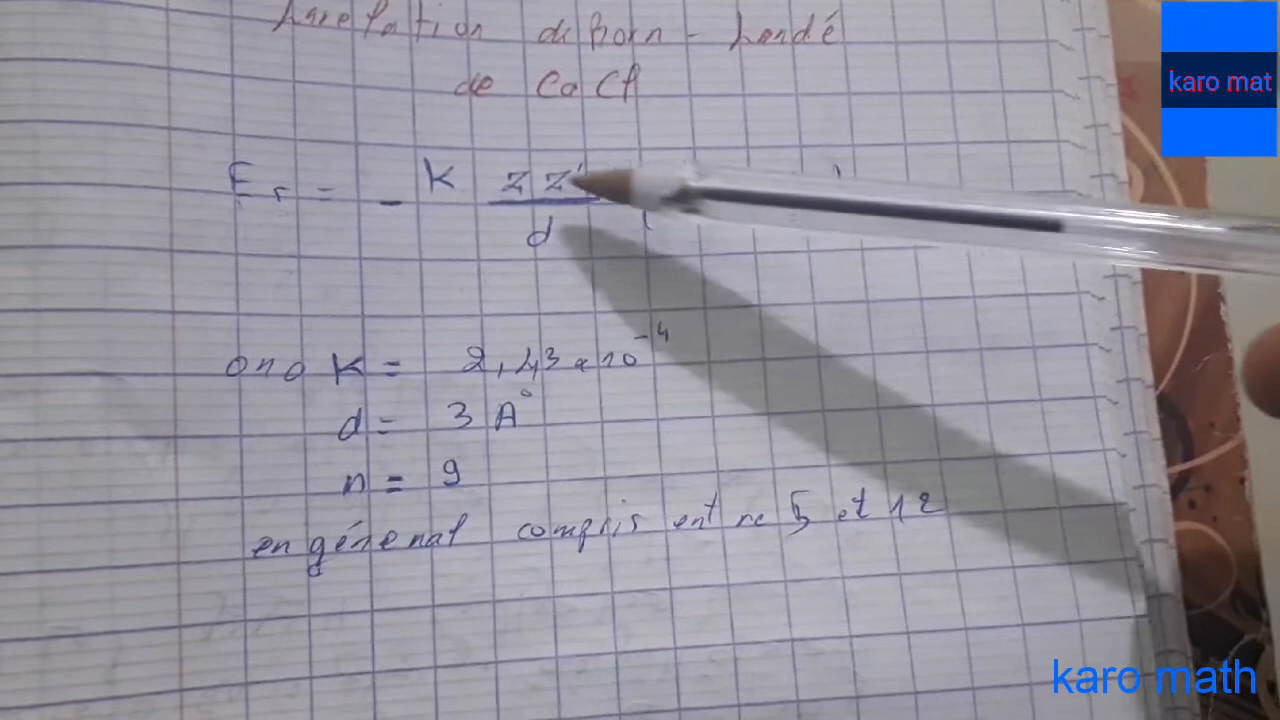 La relation de Born - Landé
de CaCl
karo mat
Er = - K ZZ'
d
on a K = 2,43 x 10⁻⁴
d = 3 A°
n = 9
en général compris entre 5 et 12
karo math